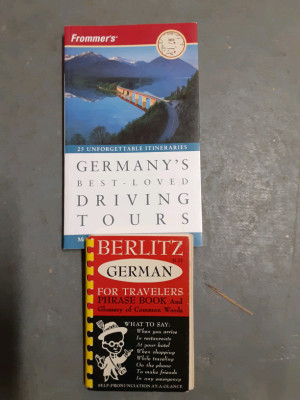 Frommer's
25 UNFORGETTABLE ITINERARIES
GERMANY'S
BEST-LOVED
DRIVING
TOURS
BERLITZ
GERMAN
FOR TRAVELERS
PHRASE BOOK And
Glossary of Common Words
WHAT TO SAY:
When you arrive
In restaurants
At your hotel
When shopping
While traveling
On the phone
To make friends
In any emergency
SELF-PRONUNCIATION AT-A-GLANCE